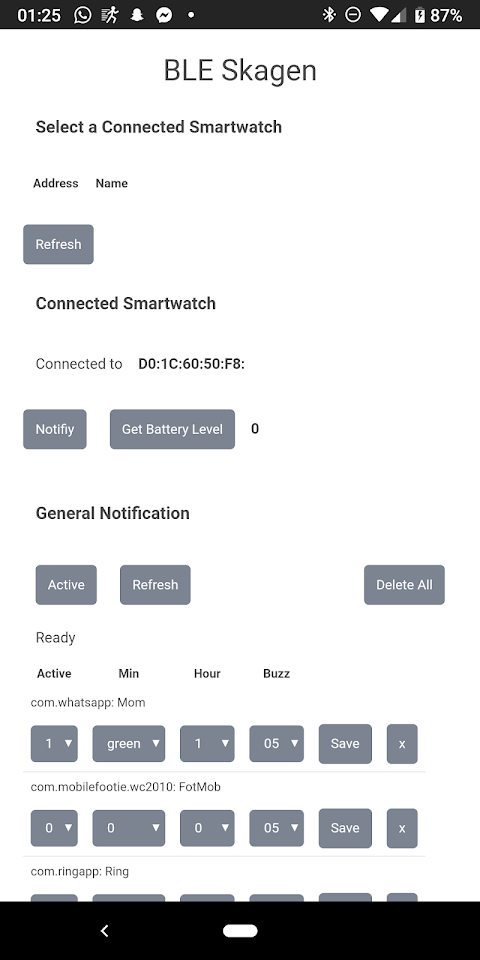 01:25 87%
BLE Skagen
Select a Connected Smartwatch
Address Name
Refresh
Connected Smartwatch
Connected to D0:1C:60:50:F8:
Notifiy Get Battery Level 0
General Notification
Active Refresh Delete All
Ready
Active Min Hour Buzz
com.whatsapp: Mom
1 green 1 05 Save x
com.mobilefootie.wc2010: FotMob
0 0 0 05 Save x
com.ringapp: Ring